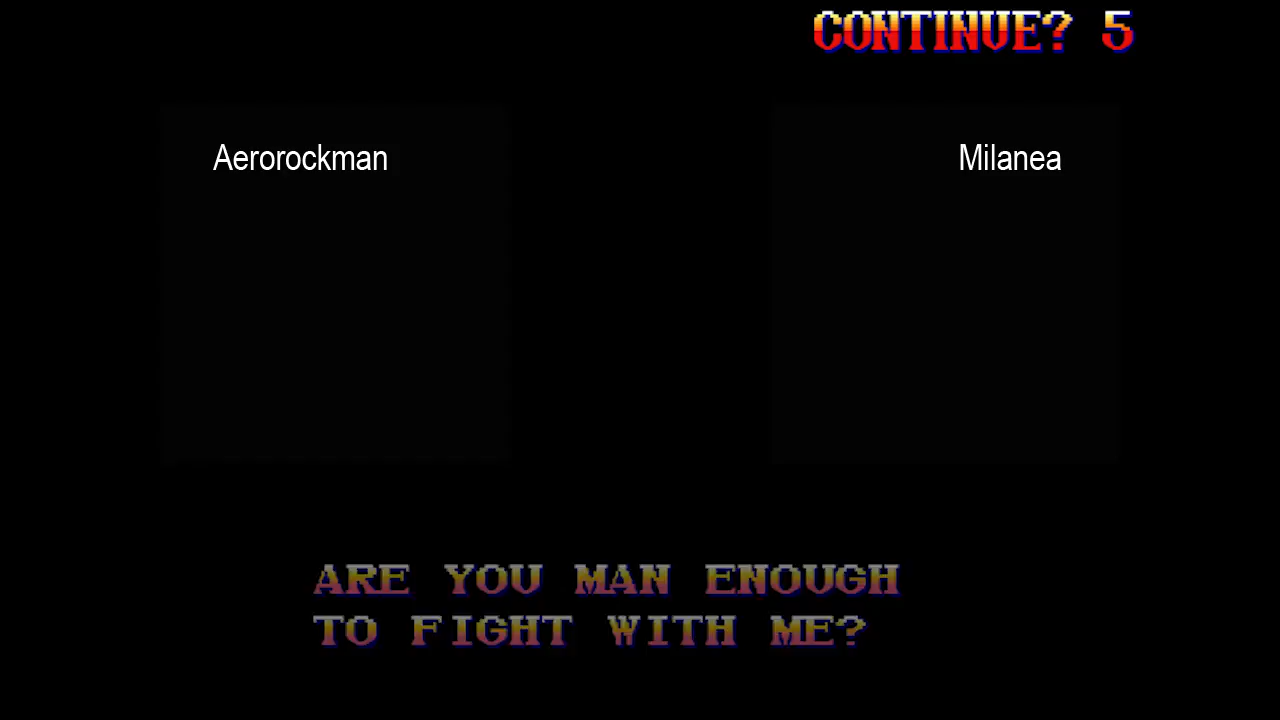 CONTINUE? 5
Aerorockman
Milanea
ARE YOU MAN ENOUGH
TO FIGHT WITH ME?